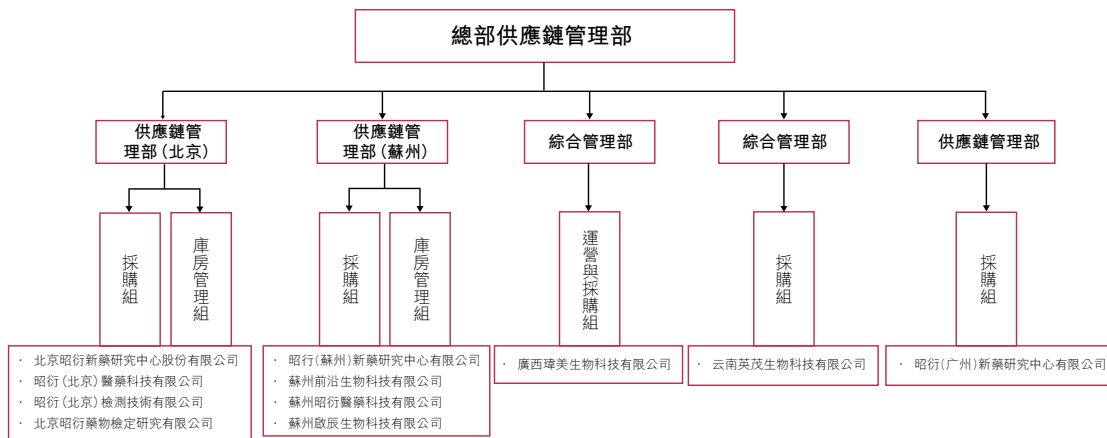 總部供應鏈管理部
供應鏈管
理部(北京)
供應鏈管
理部(蘇州)
綜合管理部
綜合管理部
供應鏈管理部
採購組
庫房管理組
採購組
庫房管理組
運營與採購組
採購組
採購組
· 北京昭衍新藥研究中心股份有限公司
· 昭衍(北京)醫藥科技有限公司
· 昭衍(北京)檢測技術有限公司
· 北京昭衍藥物檢定研究有限公司
· 昭行(蘇州)新藥研究中心有限公司
· 蘇州前沿生物科技有限公司
· 蘇州昭衍醫藥科技有限公司
· 蘇州啟辰生物科技有限公司
· 廣西瑋美生物科技有限公司
· 云南英茂生物科技有限公司
· 昭衍(广州)新藥研究中心有限公司